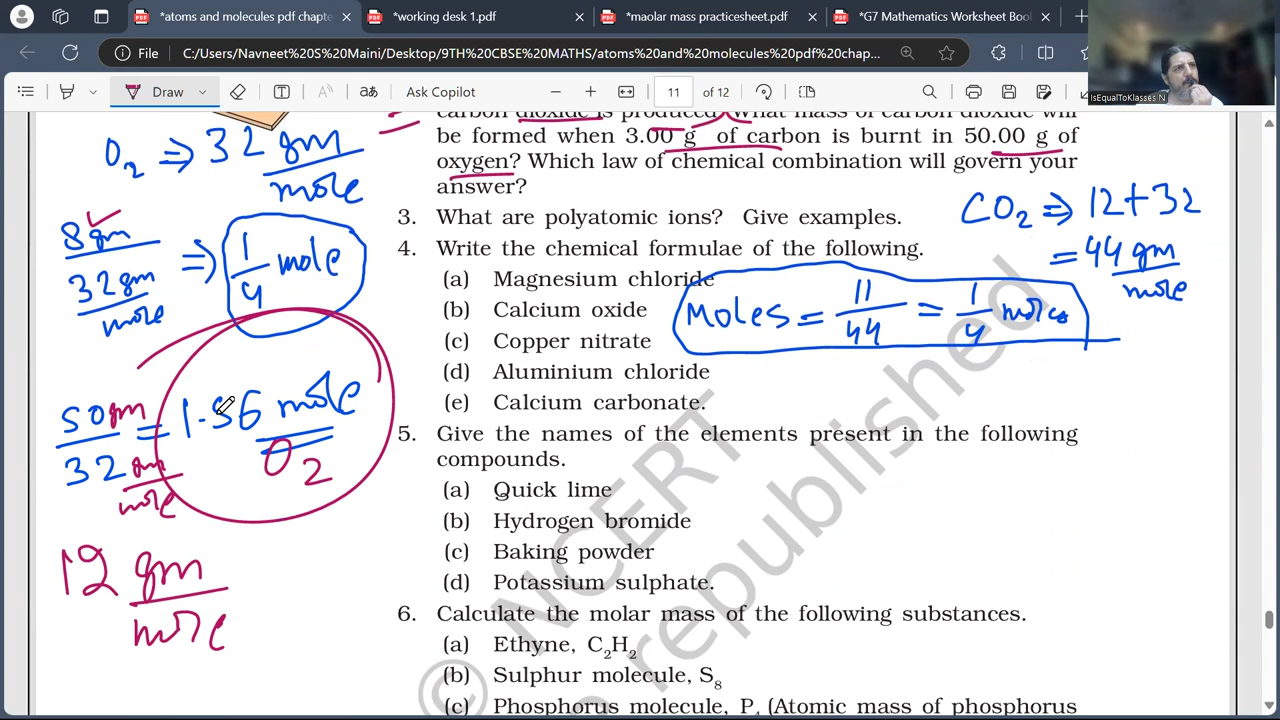 *atoms and molecules pdf chapte
*working desk 1.pdf
*maolar mass practicesheet.pdf
*G7 Mathematics Worksheet Boo
File
C:/Users/Navneet%20S%20Maini/Desktop/9TH%20CBSE%20MATHS/atoms%20and%20molecules%20pdf%20chap...
IsEqualToKlasses N
Draw
Ask Copilot
11 of 12
carbon dioxide is produced. What mass of carbon dioxide will
be formed when 3.00 g of carbon is burnt in 50.00 g of
oxygen? Which law of chemical combination will govern your
answer?
3. What are polyatomic ions? Give examples.
4. Write the chemical formulae of the following.
(a) Magnesium chloride
(b) Calcium oxide
(c) Copper nitrate
(d) Aluminium chloride
(e) Calcium carbonate.
5. Give the names of the elements present in the following
compounds.
(a) Quick lime
(b) Hydrogen bromide
(c) Baking powder
(d) Potassium sulphate.
6. Calculate the molar mass of the following substances.
(a) Ethyne, C2H2
(b) Sulphur molecule, S8
(c) Phosphorus molecule, P4 (Atomic mass of phosphorus
© NCERT
republished
O2 ⇒ 32 gm/mole
8gm / 32gm/mole ⇒ 1/4 mole
50gm / 32 gm/mole = 1.56 mole
O2
12 gm/mole
CO2 ⇒ 12+32
= 44 gm/mole
Moles = 11/44 = 1/4 moles